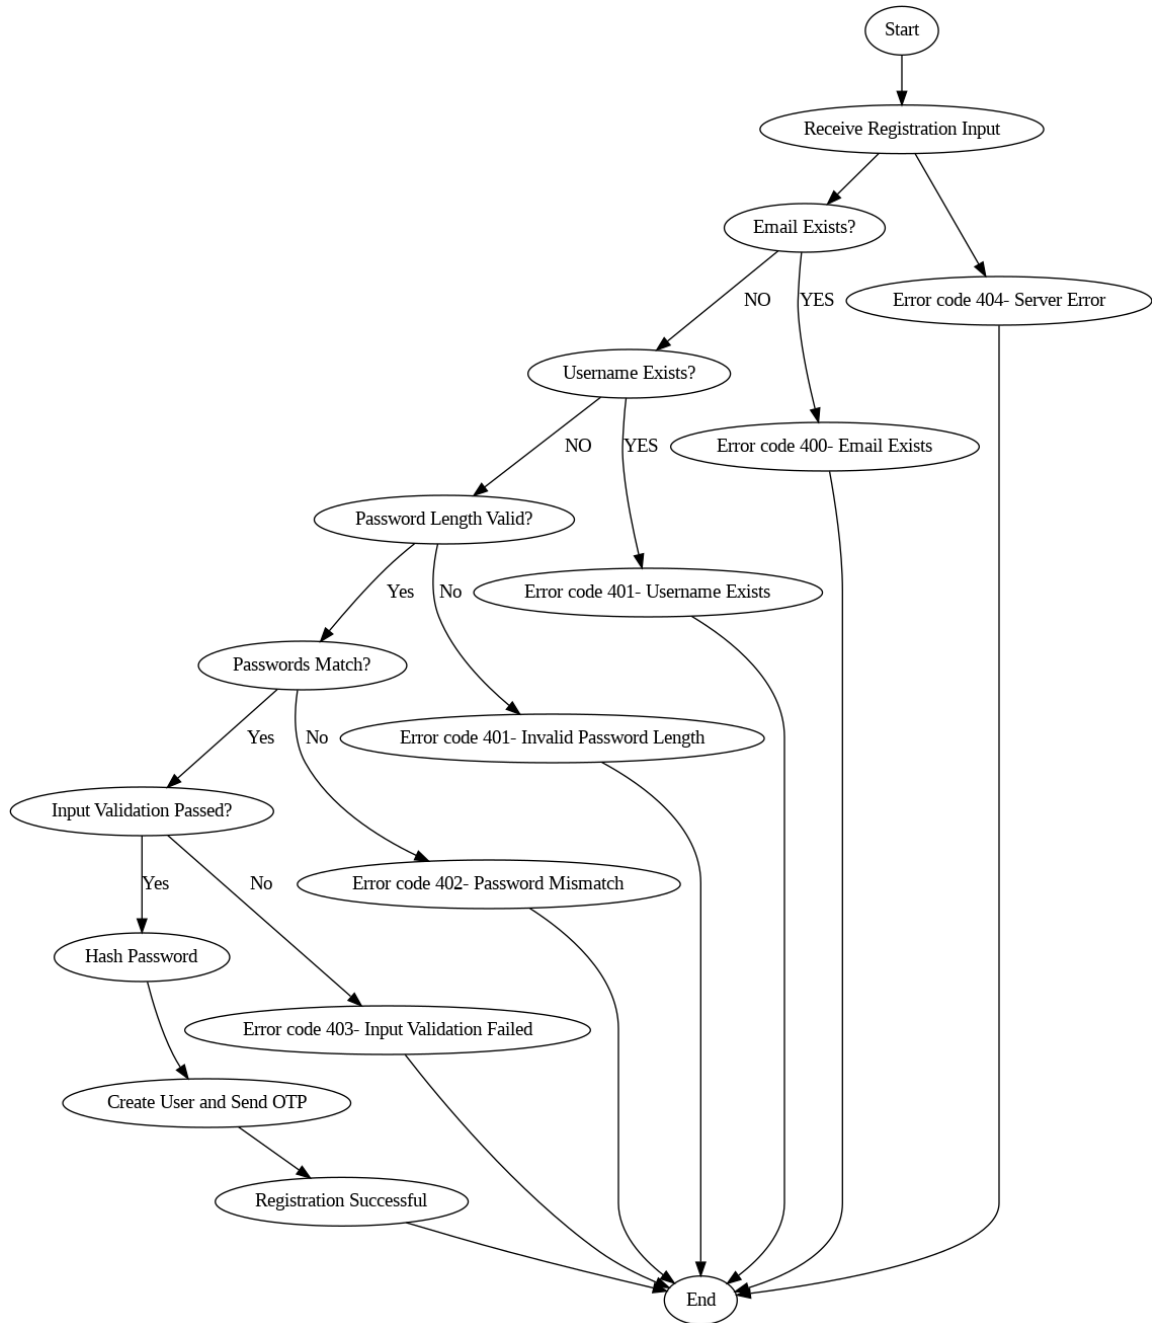 Start
Receive Registration Input
Email Exists?
NO
YES
Error code 404- Server Error
Username Exists?
NO
YES
Error code 400- Email Exists
Password Length Valid?
Yes
No
Error code 401- Username Exists
Passwords Match?
Yes
No
Error code 401- Invalid Password Length
Input Validation Passed?
Yes
No
Error code 402- Password Mismatch
Hash Password
Error code 403- Input Validation Failed
Create User and Send OTP
Registration Successful
End